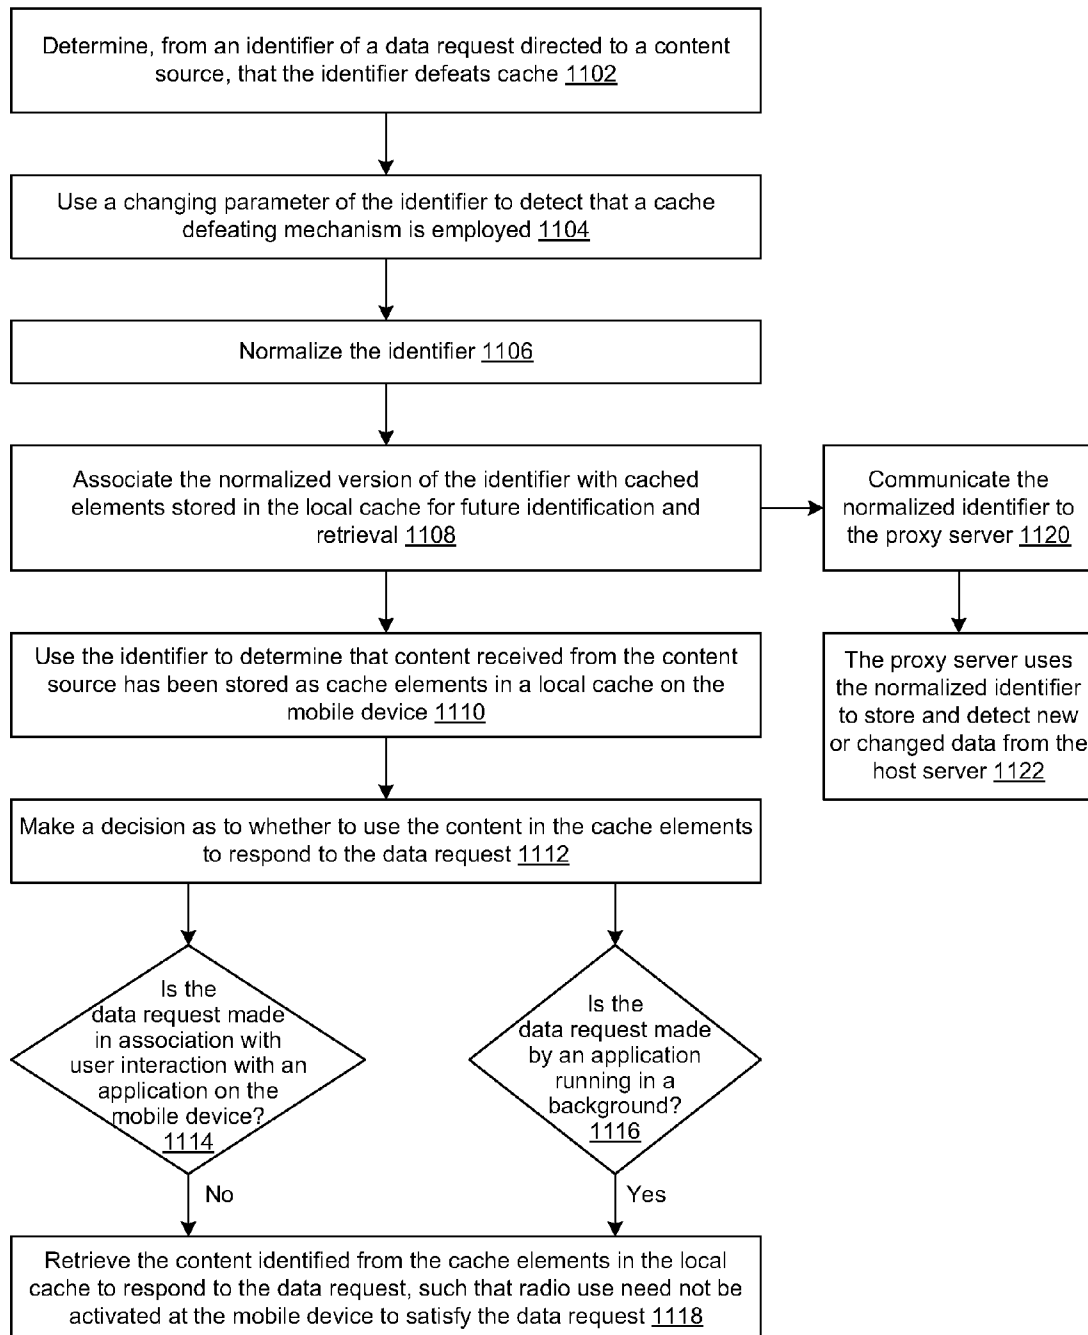 Determine, from an identifier of a data request directed to a content
source, that the identifier defeats cache 1102
Use a changing parameter of the identifier to detect that a cache
defeating mechanism is employed 1104
Normalize the identifier 1106
Associate the normalized version of the identifier with cached
elements stored in the local cache for future identification and
retrieval 1108
Communicate the
normalized identifier to
the proxy server 1120
Use the identifier to determine that content received from the content
source has been stored as cache elements in a local cache on the
mobile device 1110
The proxy server uses
the normalized identifier
to store and detect new
or changed data from the
host server 1122
Make a decision as to whether to use the content in the cache elements
to respond to the data request 1112
Is the
data request made
in association with
user interaction with an
application on the
mobile device?
1114
No
Is the
data request made
by an application
running in a
background?
1116
Yes
Retrieve the content identified from the cache elements in the local
cache to respond to the data request, such that radio use need not be
activated at the mobile device to satisfy the data request 1118